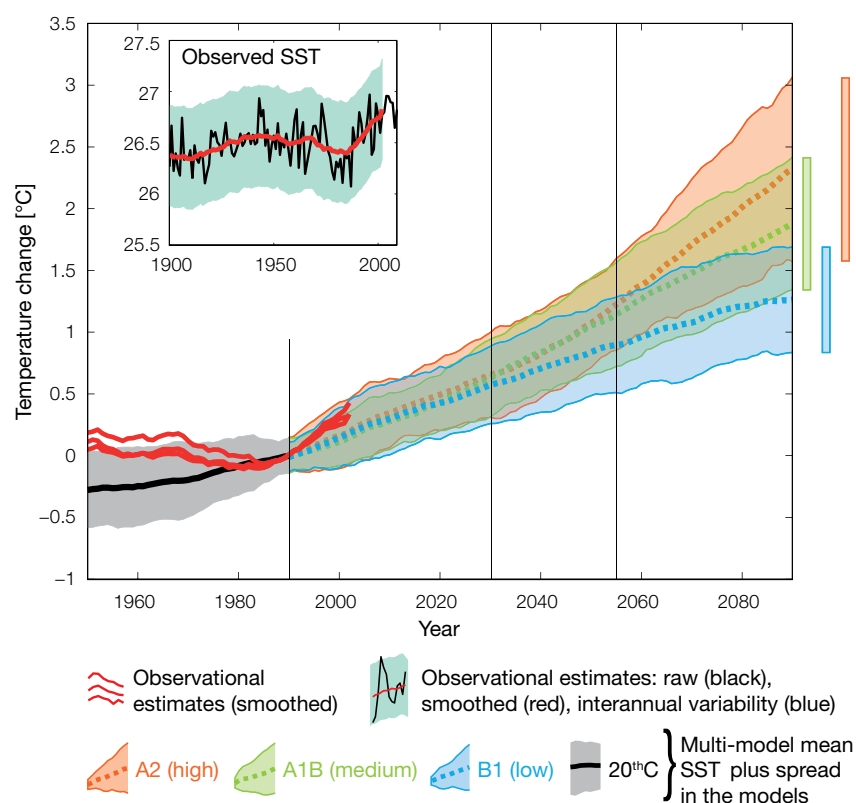 3.5
3
2.5
2
1.5
1
0.5
0
−0.5
−1
Temperature change [°C]
27.5
27
26.5
26
25.5
Observed SST
1900
1950
2000
1960
1980
2000
2020
2040
2060
2080
Year
Observational
estimates (smoothed)
Observational estimates: raw (black),
smoothed (red), interannual variability (blue)
A2 (high)
A1B (medium)
B1 (low)
20thC
Multi-model mean
SST plus spread
in the models